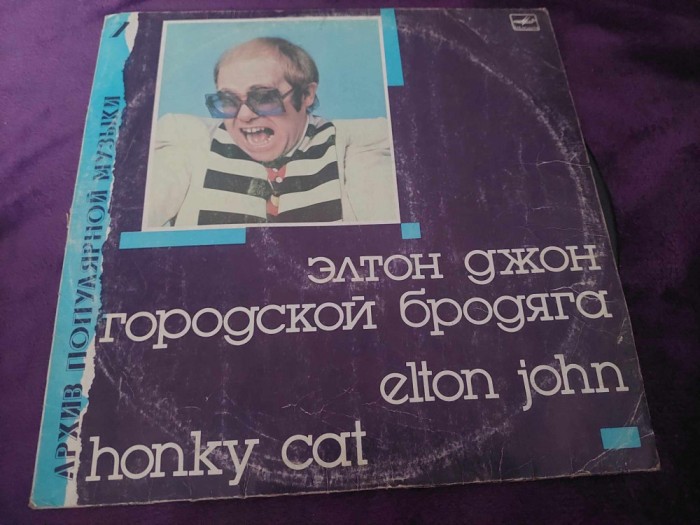 1
АРХИВ ПОПУЛЯРНОЙ МУЗЫКИ
элтон джон
городской бродяга
elton john
honky cat